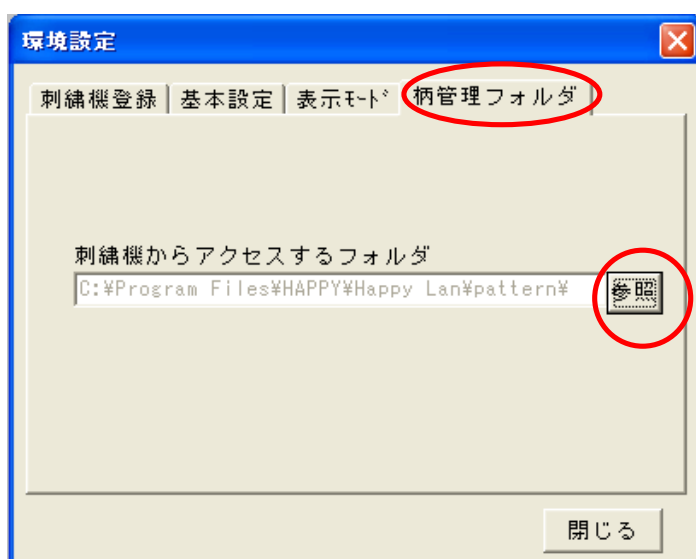 環境設定
刺繍機登録 基本設定 表示ﾓｰﾄﾞ 柄管理フォルダ
刺繍機からアクセスするフォルダ
C:¥Program Files¥HAPPY¥Happy Lan¥pattern¥ 参照
閉じる